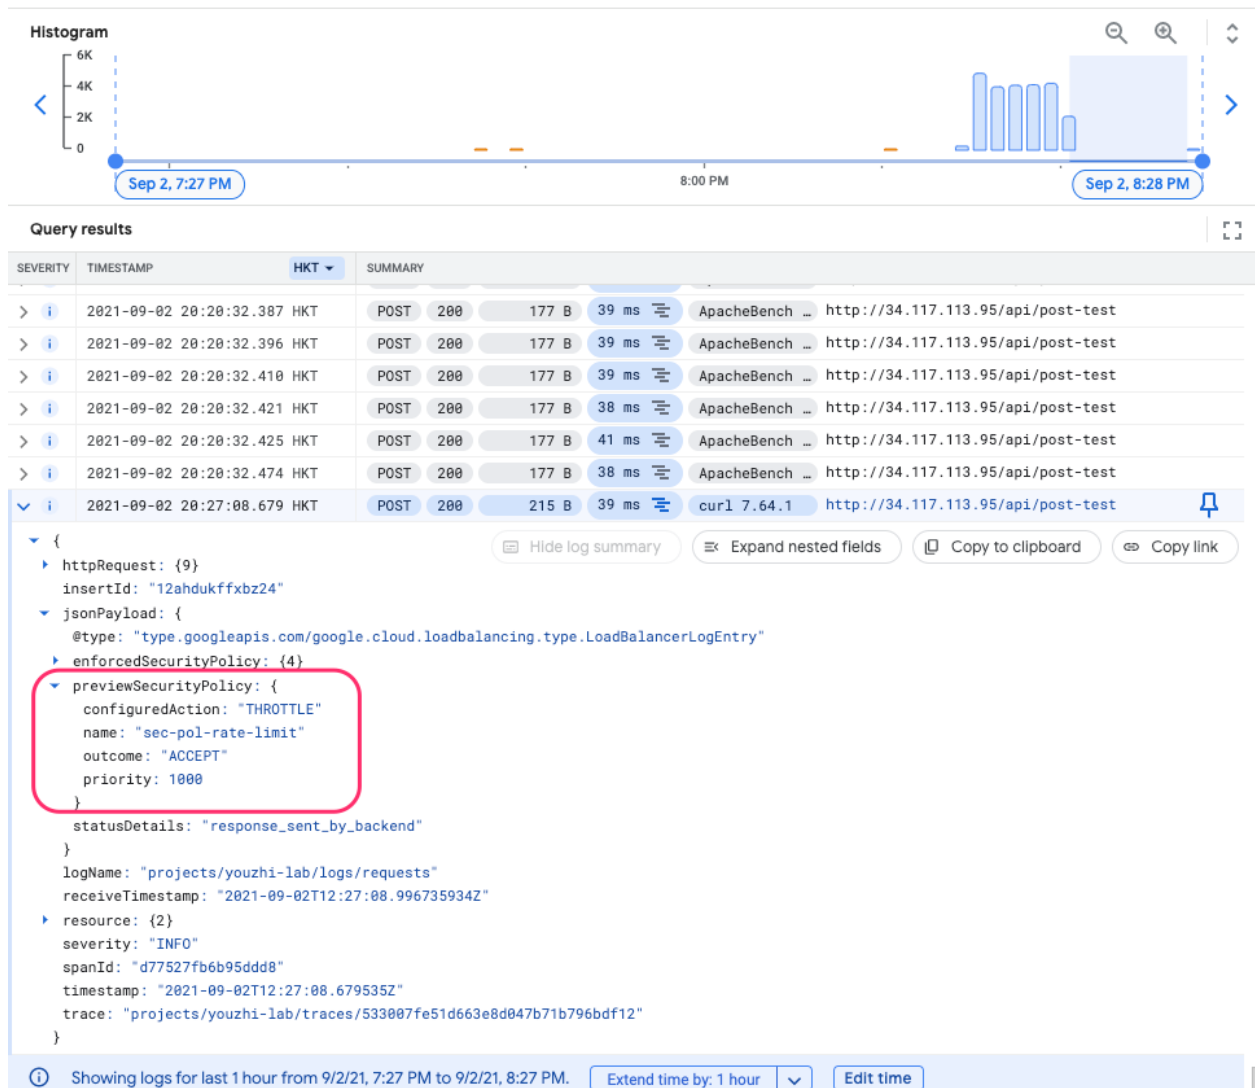 Histogram
6K
4K
2K
0
Sep 2, 7:27 PM
8:00 PM
Sep 2, 8:28 PM
Query results
SEVERITY TIMESTAMP HKT SUMMARY
i 2021-09-02 20:20:32.387 HKT POST 200 177 B 39 ms ApacheBench … http://34.117.113.95/api/post-test
i 2021-09-02 20:20:32.396 HKT POST 200 177 B 39 ms ApacheBench … http://34.117.113.95/api/post-test
i 2021-09-02 20:20:32.410 HKT POST 200 177 B 39 ms ApacheBench … http://34.117.113.95/api/post-test
i 2021-09-02 20:20:32.421 HKT POST 200 177 B 38 ms ApacheBench … http://34.117.113.95/api/post-test
i 2021-09-02 20:20:32.425 HKT POST 200 177 B 41 ms ApacheBench … http://34.117.113.95/api/post-test
i 2021-09-02 20:20:32.474 HKT POST 200 177 B 38 ms ApacheBench … http://34.117.113.95/api/post-test
i 2021-09-02 20:27:08.679 HKT POST 200 215 B 39 ms curl 7.64.1 http://34.117.113.95/api/post-test
{ Hide log summary Expand nested fields Copy to clipboard Copy link
httpRequest: {9}
insertId: "12ahdukffxbz24"
jsonPayload: {
@type: "type.googleapis.com/google.cloud.loadbalancing.type.LoadBalancerLogEntry"
enforcedSecurityPolicy: {4}
previewSecurityPolicy: {
configuredAction: "THROTTLE"
name: "sec-pol-rate-limit"
outcome: "ACCEPT"
priority: 1000
}
statusDetails: "response_sent_by_backend"
}
logName: "projects/youzhi-lab/logs/requests"
receiveTimestamp: "2021-09-02T12:27:08.996735934Z"
resource: {2}
severity: "INFO"
spanId: "d77527fb6b95ddd8"
timestamp: "2021-09-02T12:27:08.679535Z"
trace: "projects/youzhi-lab/traces/533007fe51d663e8d047b71b796bdf12"
}
Showing logs for last 1 hour from 9/2/21, 7:27 PM to 9/2/21, 8:27 PM. Extend time by: 1 hour Edit time